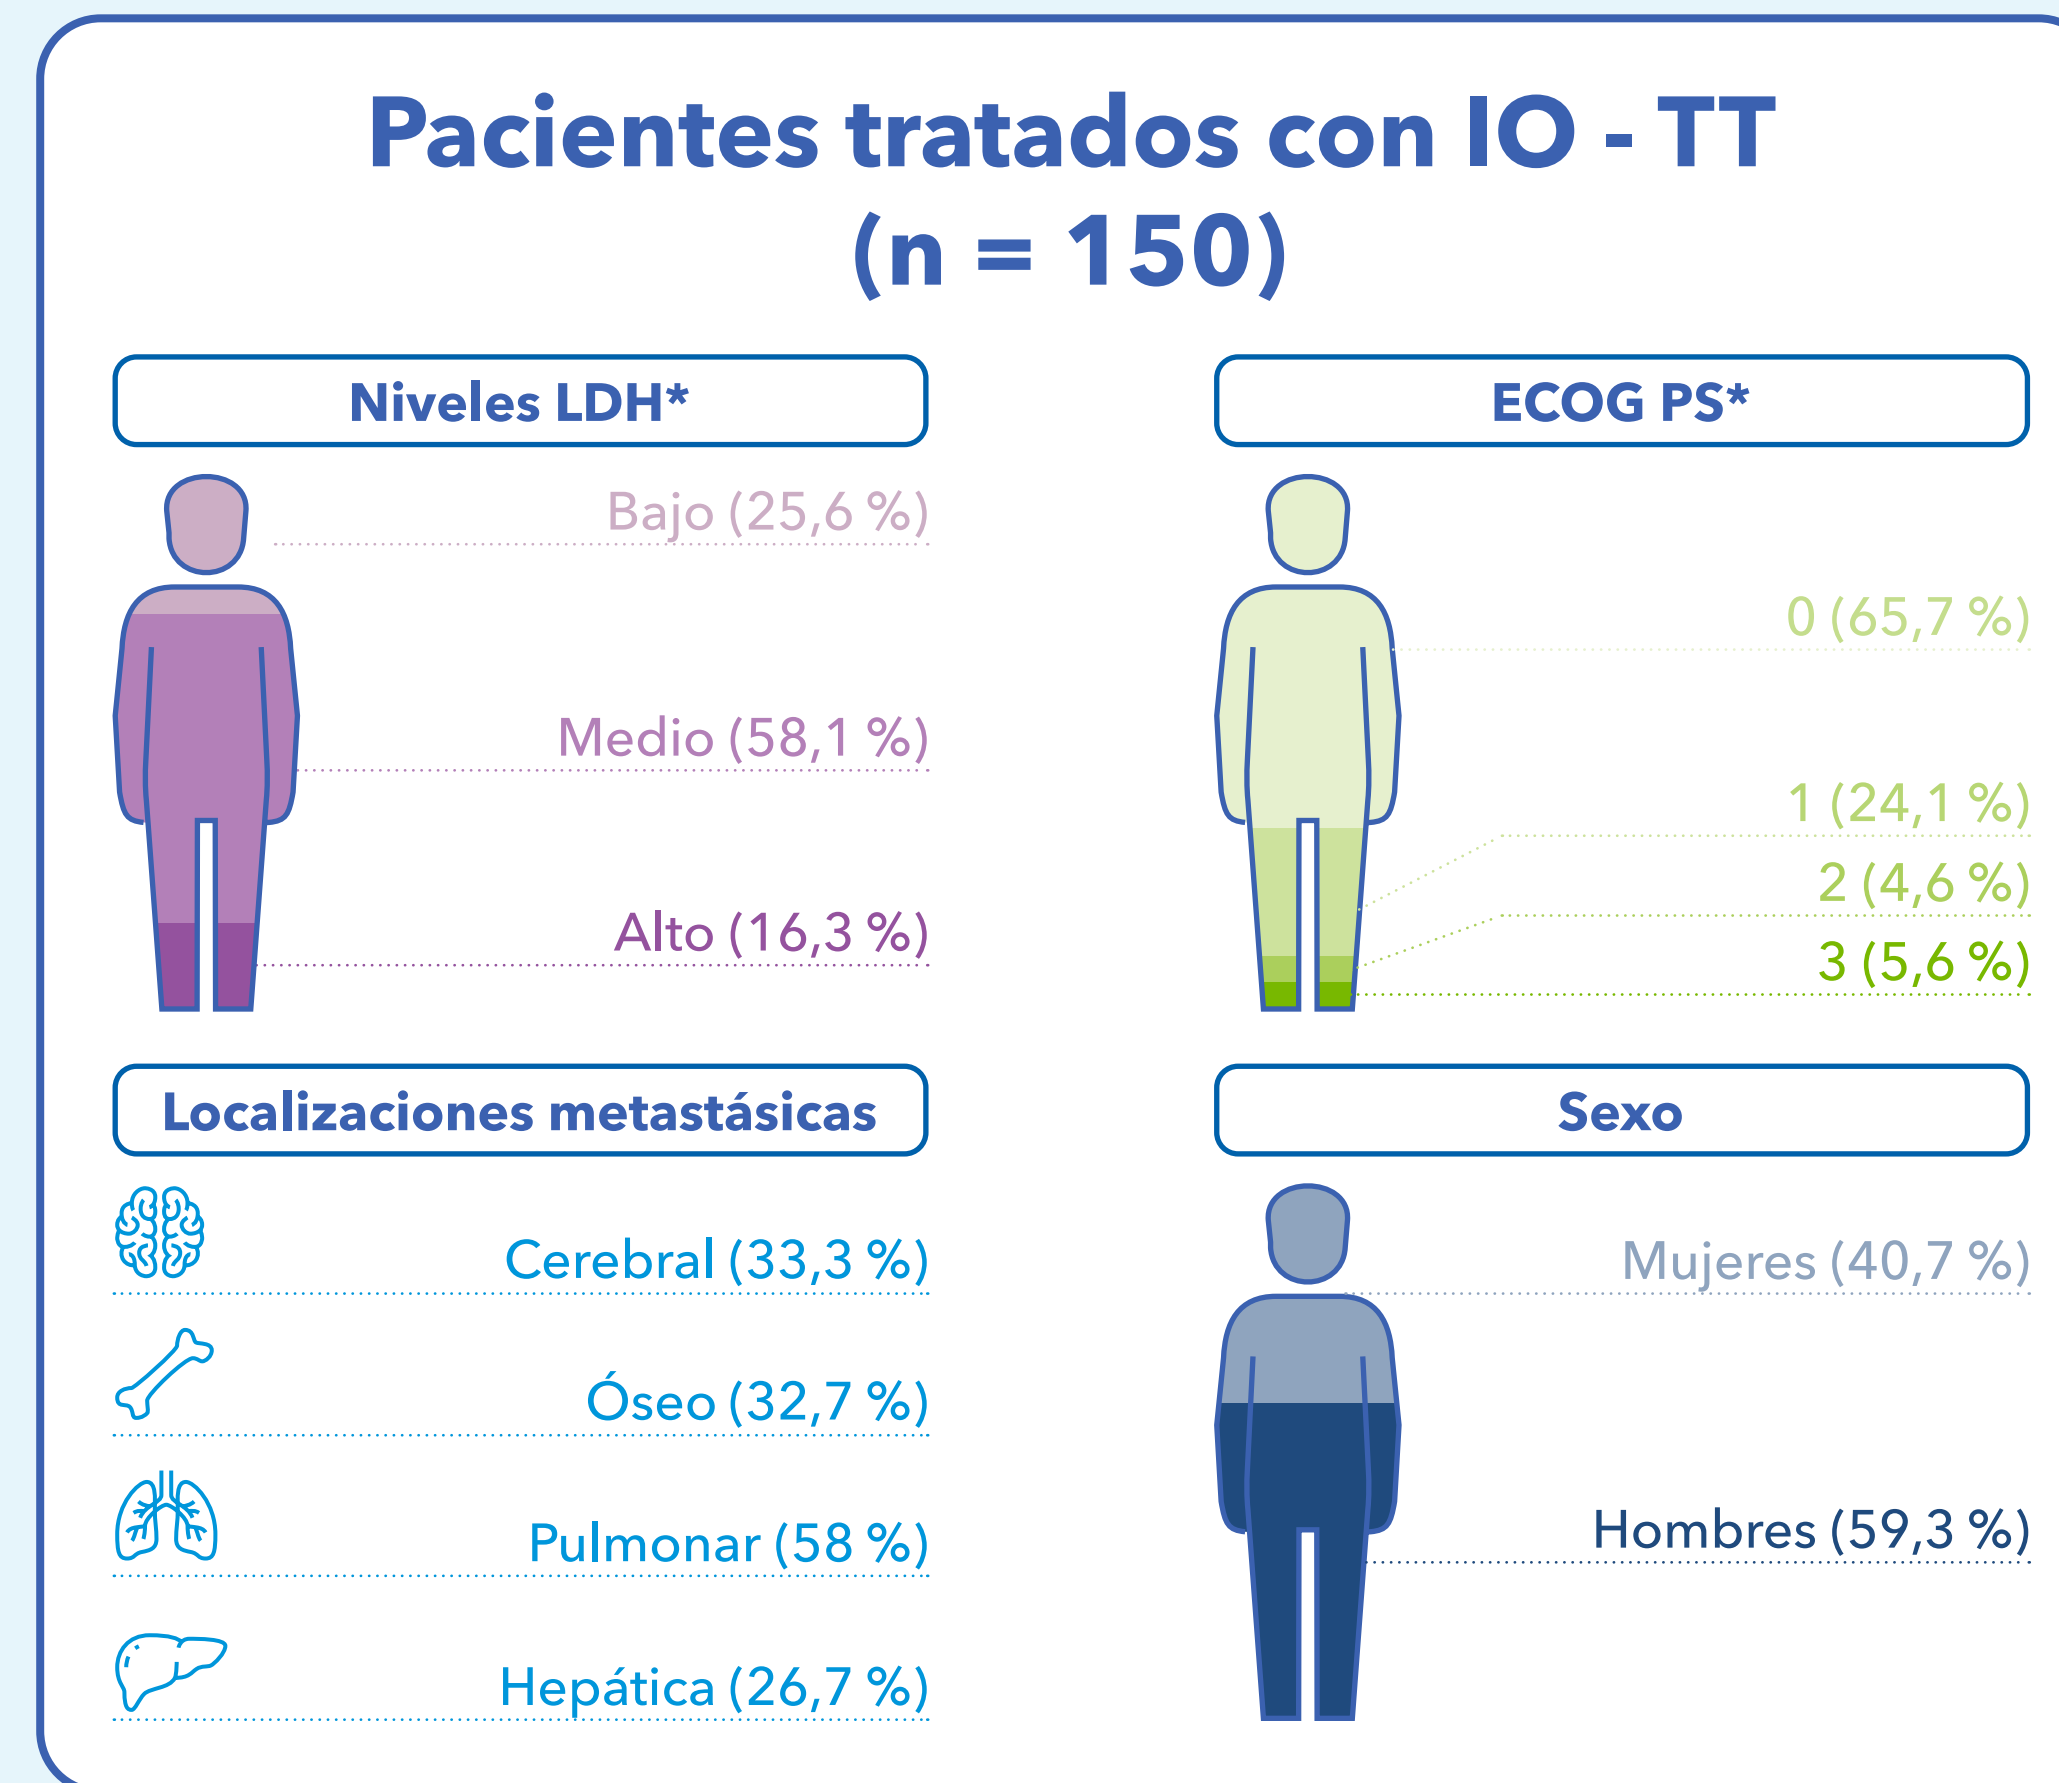 Pacientes tratados con IO - TT
(n = 150)
Niveles LDH*
Bajo (25,6 %)
Medio (58,1 %)
Alto (16,3 %)
ECOG PS*
0 (65,7 %)
1 (24,1 %)
2 (4,6 %)
3 (5,6 %)
Localizaciones metastásicas
Cerebral (33,3 %)
Óseo (32,7 %)
Pulmonar (58 %)
Hepática (26,7 %)
Sexo
Mujeres (40,7 %)
Hombres (59,3 %)